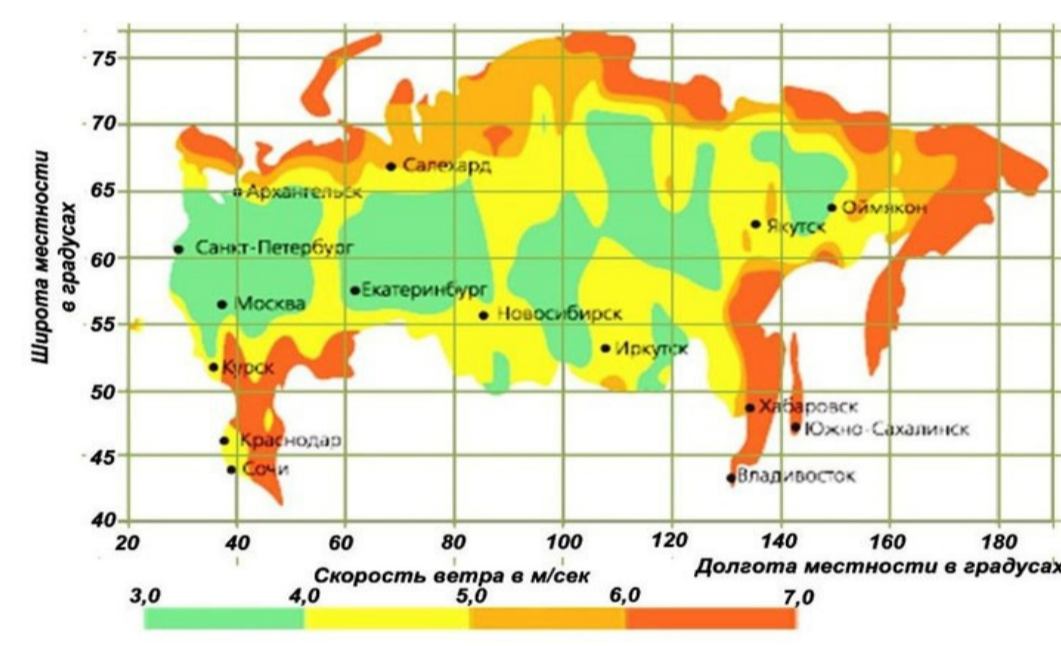 Широта местности
в градусах
75
70
65
60
55
50
45
40
Салехард
Архангельск
Оймякон
Якутск
Санкт-Петербург
Екатеринбург
Москва
Новосибирск
Иркутск
Курск
Хабаровск
Южно-Сахалинск
Краснодар
Сочи
Владивосток
20 40 60 80 100 120 140 160 180
Долгота местности в градусах
Скорость ветра в м/сек
3,0 4,0 5,0 6,0 7,0